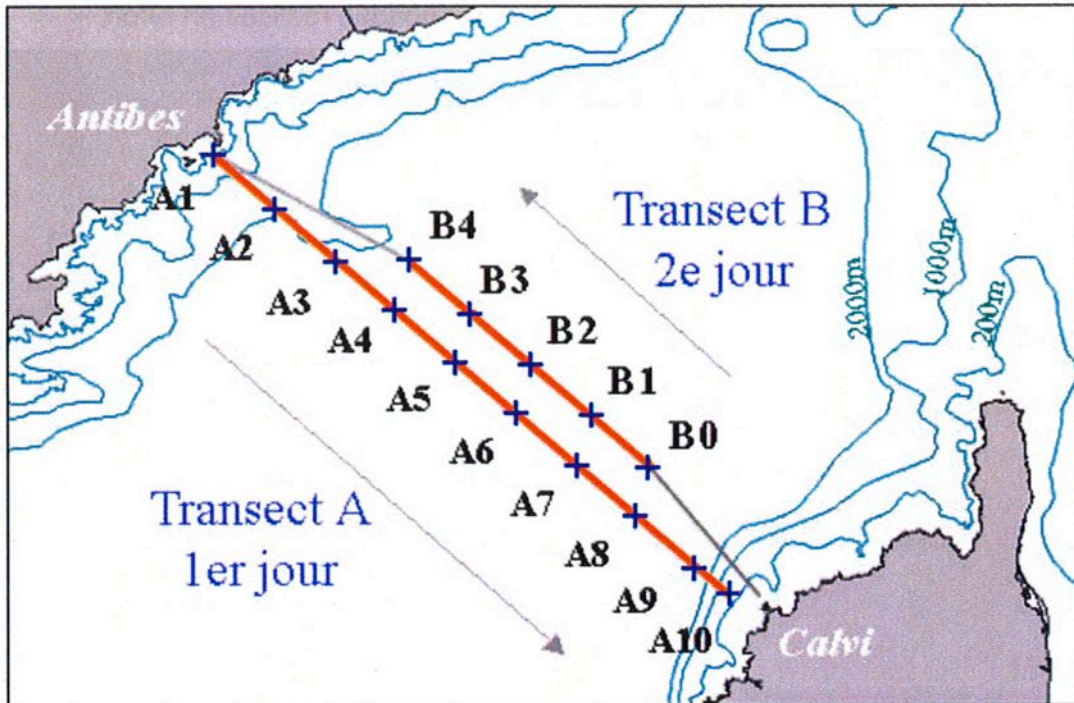 Antibes
A1
A2
A3
A4
A5
A6
A7
A8
A9
A10
B4
B3
B2
B1
B0
Transect B
2e jour
Transect A
1er jour
2000m
1000m
200m
Calvi